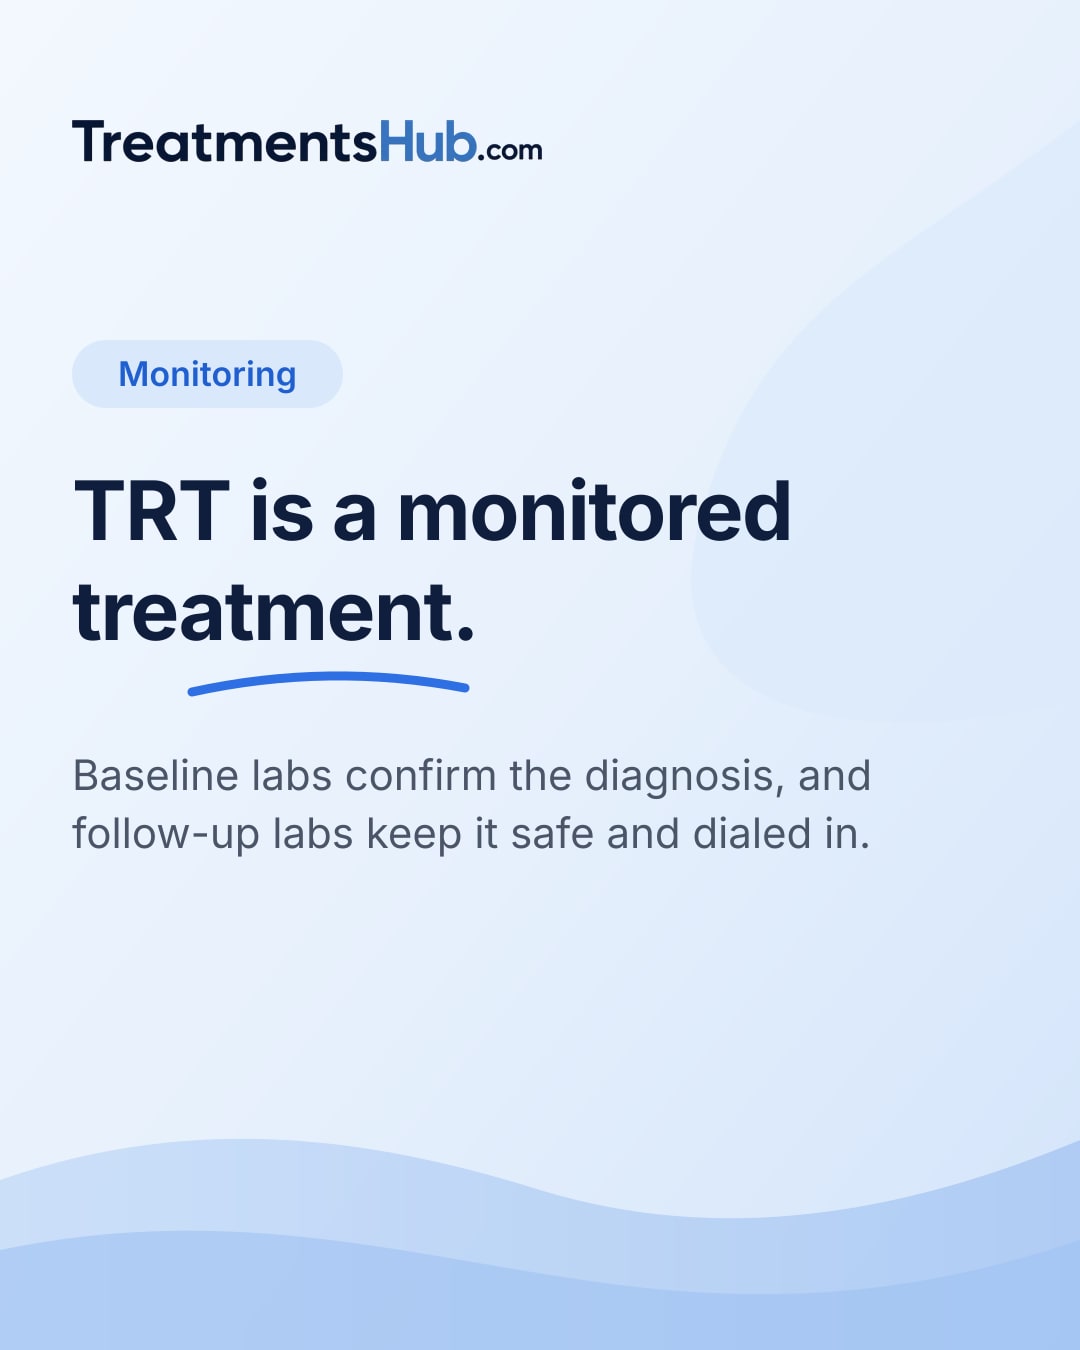 TreatmentsHub.com
Monitoring
TRT is a monitored
treatment.
Baseline labs confirm the diagnosis, and
follow-up labs keep it safe and dialed in.